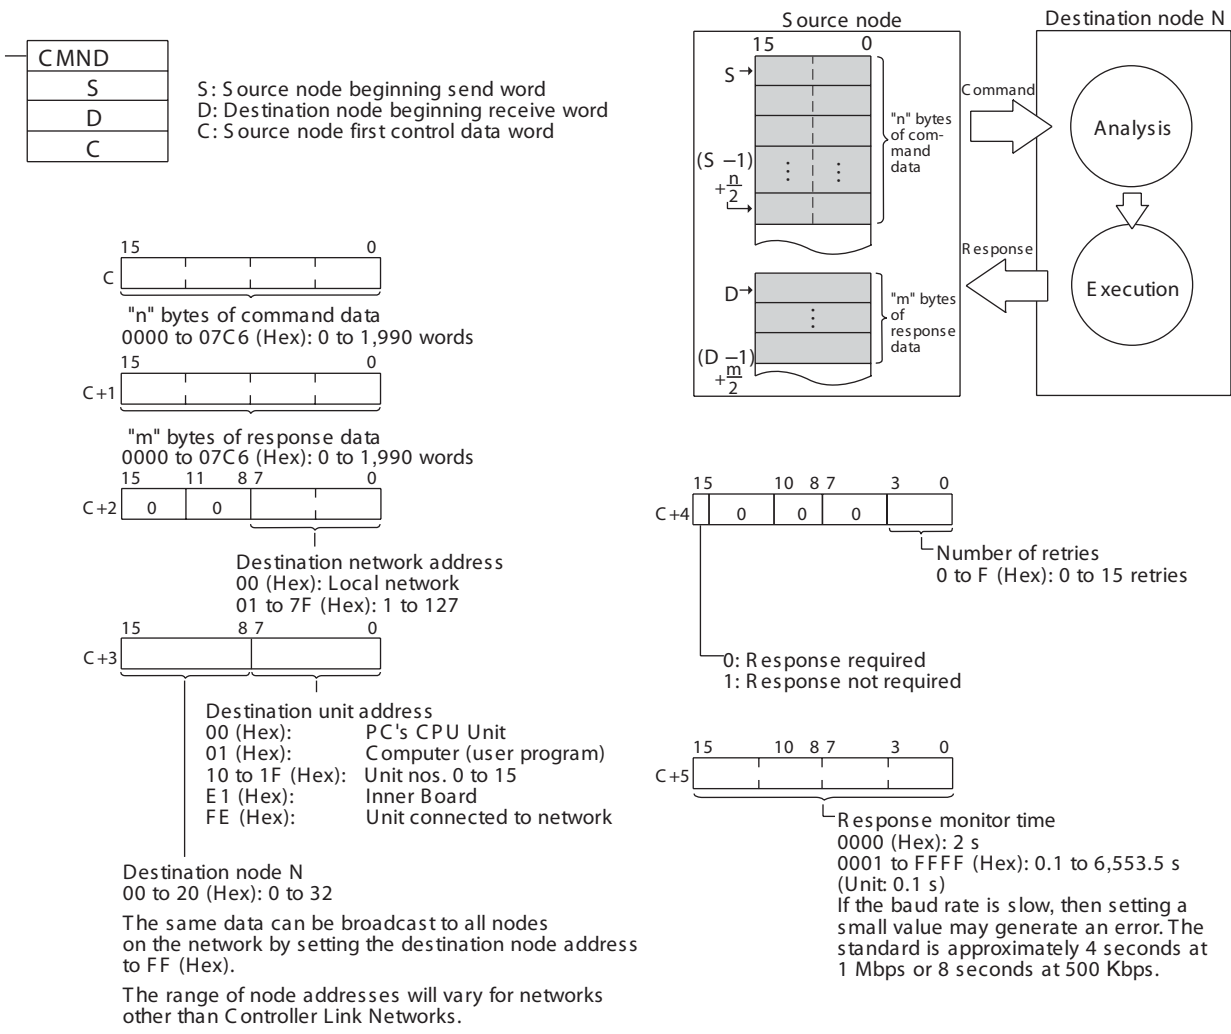 CMND
S
D
C
S: Source node beginning send word
D: Destination node beginning receive word
C: Source node first control data word
Source node
Destination node N
15 0
S
(S −1)
+n/2
"n" bytes
of com-
mand
data
Command
Analysis
D
(D −1)
+m/2
"m" bytes
of
response
data
Response
Execution
15 0
C
"n" bytes of command data
0000 to 07C6 (Hex): 0 to 1,990 words
15 0
C+1
"m" bytes of response data
0000 to 07C6 (Hex): 0 to 1,990 words
15 11 8 7 0
C+2 0 0
Destination network address
00 (Hex): Local network
01 to 7F (Hex): 1 to 127
15 8 7 0
C+3
Destination unit address
00 (Hex): PC's CPU Unit
01 (Hex): Computer (user program)
10 to 1F (Hex): Unit nos. 0 to 15
E1 (Hex): Inner Board
FE (Hex): Unit connected to network
Destination node N
00 to 20 (Hex): 0 to 32
The same data can be broadcast to all nodes
on the network by setting the destination node address
to FF (Hex).
The range of node addresses will vary for networks
other than Controller Link Networks.
15 10 8 7 3 0
C+4 0 0 0
Number of retries
0 to F (Hex): 0 to 15 retries
0: Response required
1: Response not required
15 10 8 7 3 0
C+5
Response monitor time
0000 (Hex): 2 s
0001 to FFFF (Hex): 0.1 to 6,553.5 s
(Unit: 0.1 s)
If the baud rate is slow, then setting a
small value may generate an error. The
standard is approximately 4 seconds at
1 Mbps or 8 seconds at 500 Kbps.